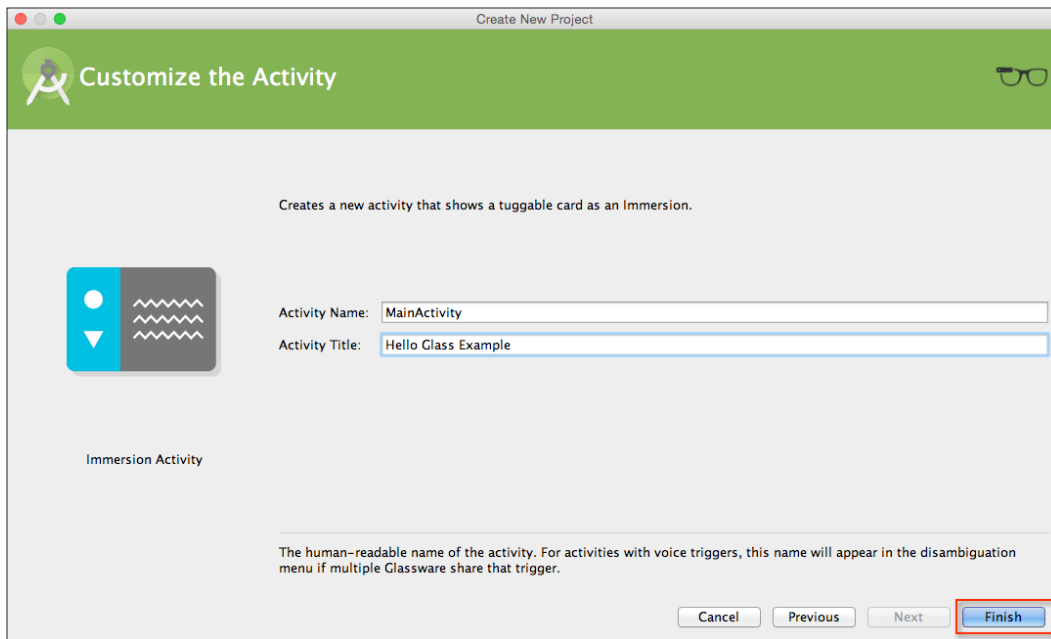 Create New Project
Customize the Activity
Creates a new activity that shows a tuggable card as an Immersion.
Activity Name: MainActivity
Activity Title: Hello Glass Example
Immersion Activity
The human-readable name of the activity. For activities with voice triggers, this name will appear in the disambiguation
menu if multiple Glassware share that trigger.
Cancel Previous Next Finish